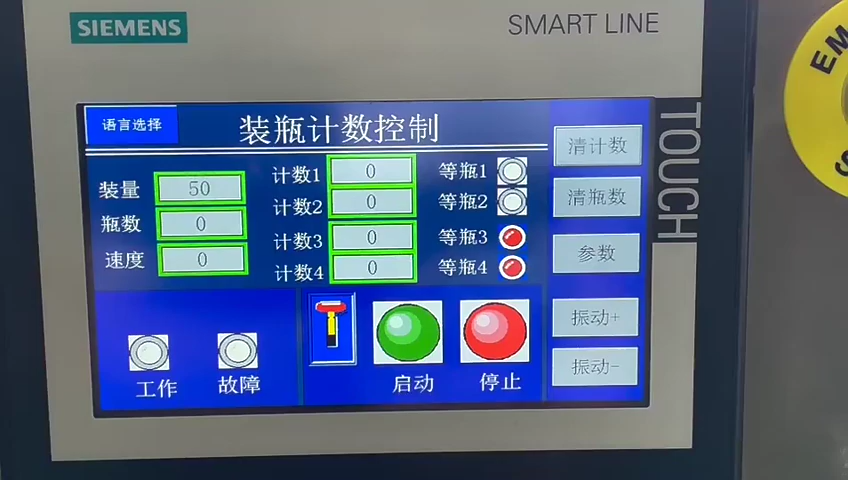 SIEMENS
SMART LINE
TOUCH
EM
语言选择
装瓶计数控制
装量 50
瓶数 0
速度 0
计数1 0
计数2 0
计数3 0
计数4 0
等瓶1
等瓶2
等瓶3
等瓶4
清计数
清瓶数
参数
振动+
振动-
工作
故障
启动
停止